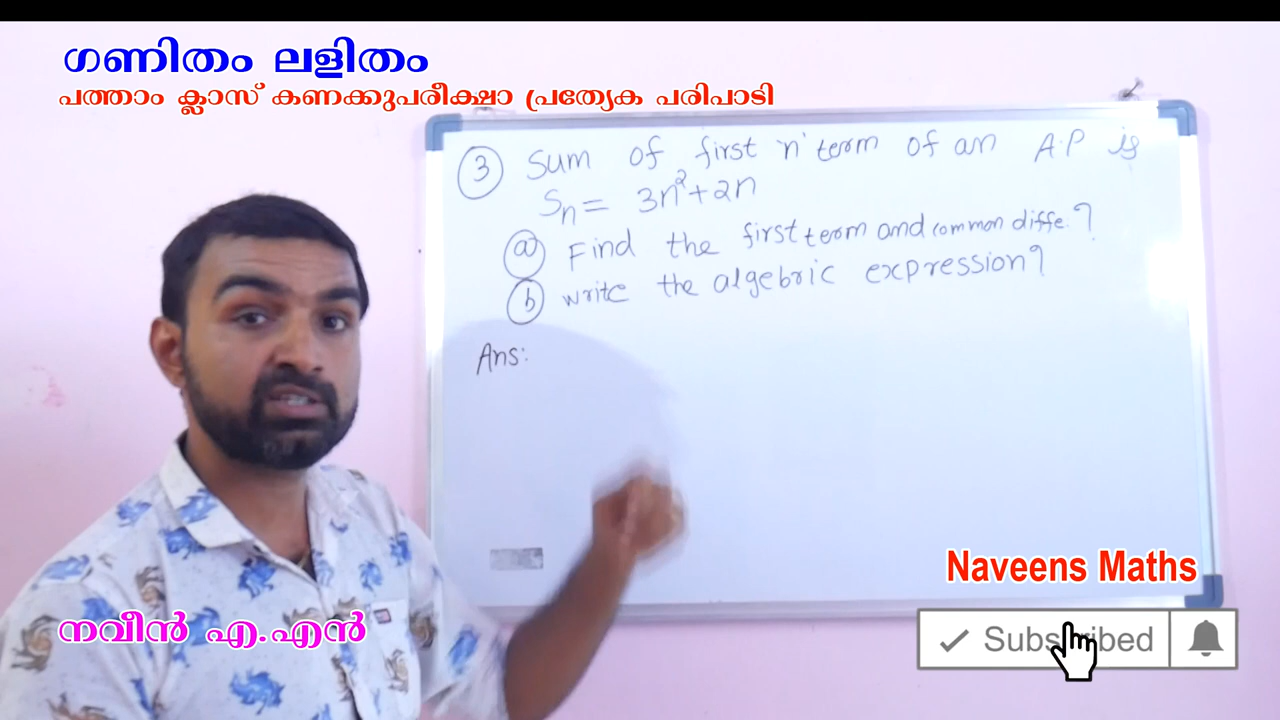 ഗണിതം ലളിതം
പത്താം ക്ലാസ് കണക്കുപരീക്ഷാ പ്രത്യേക പരിപാടി
3 Sum of first 'n' term of an A.P is
Sn = 3n²+2n
a Find the first term and common diffe.?
b write the algebric expression?
Ans:
Naveens Maths
Subscribed
നവീൻ എ.എൻ